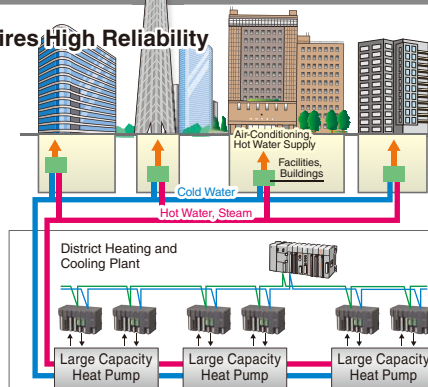 ires High Reliability
Air-Conditioning,
Hot Water Supply
Facilities,
Buildings
Cold Water
Hot Water, Steam
District Heating and
Cooling Plant
Large Capacity
Heat Pump
Large Capacity
Heat Pump
Large Capacity
Heat Pump